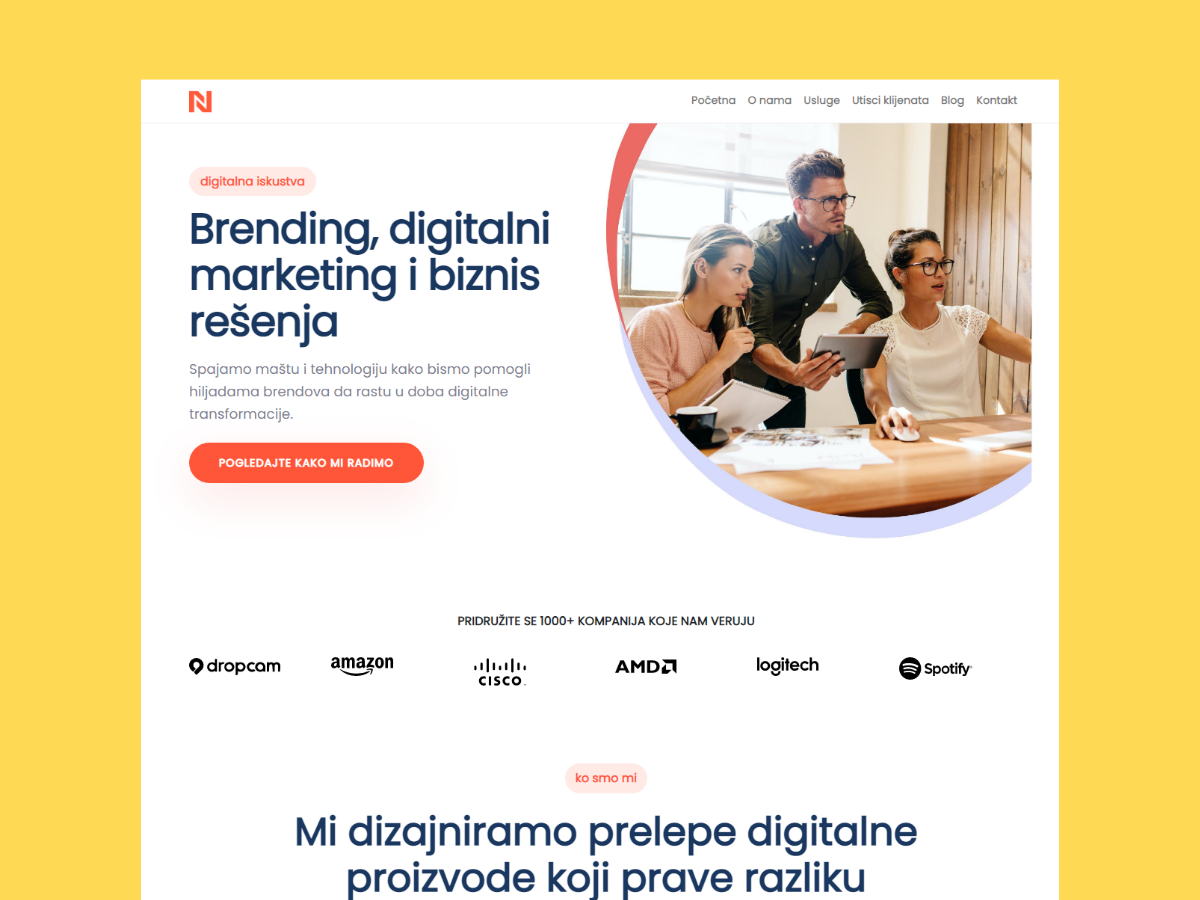 N
Početna O nama Usluge Utisci klijenata Blog Kontakt
digitalna iskustva
Brending, digitalni
marketing i biznis
rešenja
Spajamo maštu i tehnologiju kako bismo pomogli
hiljadama brendova da rastu u doba digitalne
transformacije.
POGLEDAJTE KAKO MI RADIMO
PRIDRUŽITE SE 1000+ KOMPANIJA KOJE NAM VERUJU
dropcam amazon CISCO AMD logitech Spotify
ko smo mi
Mi dizajniramo prelepe digitalne
proizvode koji prave razliku